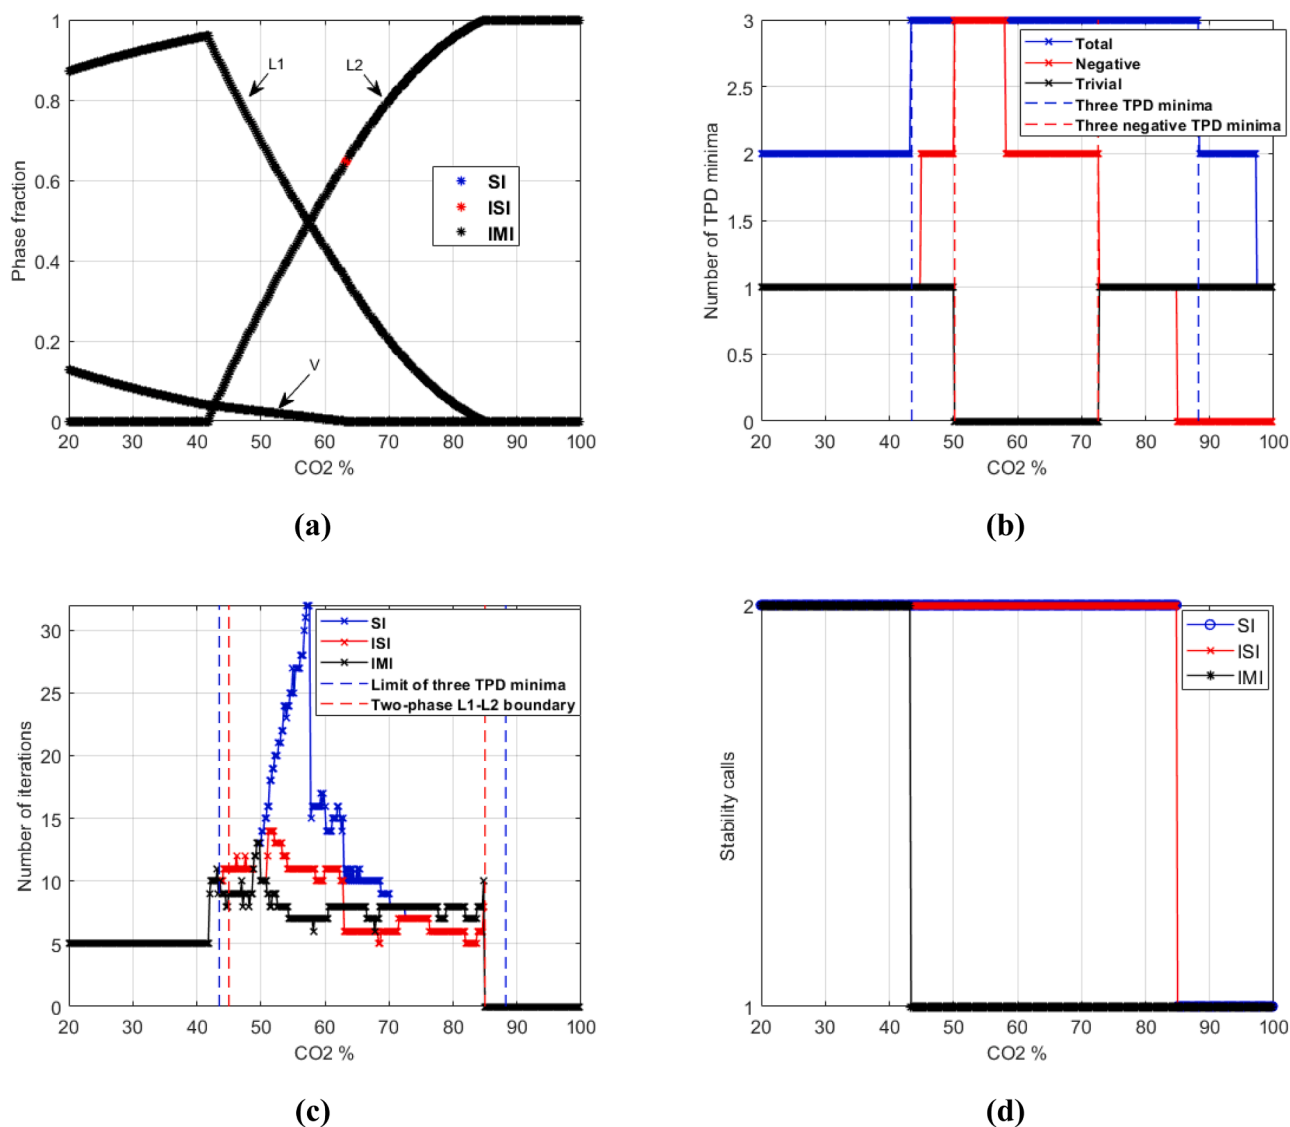 1
0.8
0.6
0.4
0.2
0
Phase fraction
L1
L2
V
SI
ISI
IMI
20 30 40 50 60 70 80 90 100
CO2 %
(a)
3
2.5
2
1.5
1
0.5
0
Number of TPD minima
Total
Negative
Trivial
Three TPD minima
Three negative TPD minima
20 30 40 50 60 70 80 90 100
CO2 %
(b)
30
25
20
15
10
5
0
Number of iterations
SI
ISI
IMI
Limit of three TPD minima
Two-phase L1-L2 boundary
20 30 40 50 60 70 80 90 100
CO2 %
(c)
2
1
Stability calls
SI
ISI
IMI
20 30 40 50 60 70 80 90 100
CO2 %
(d)